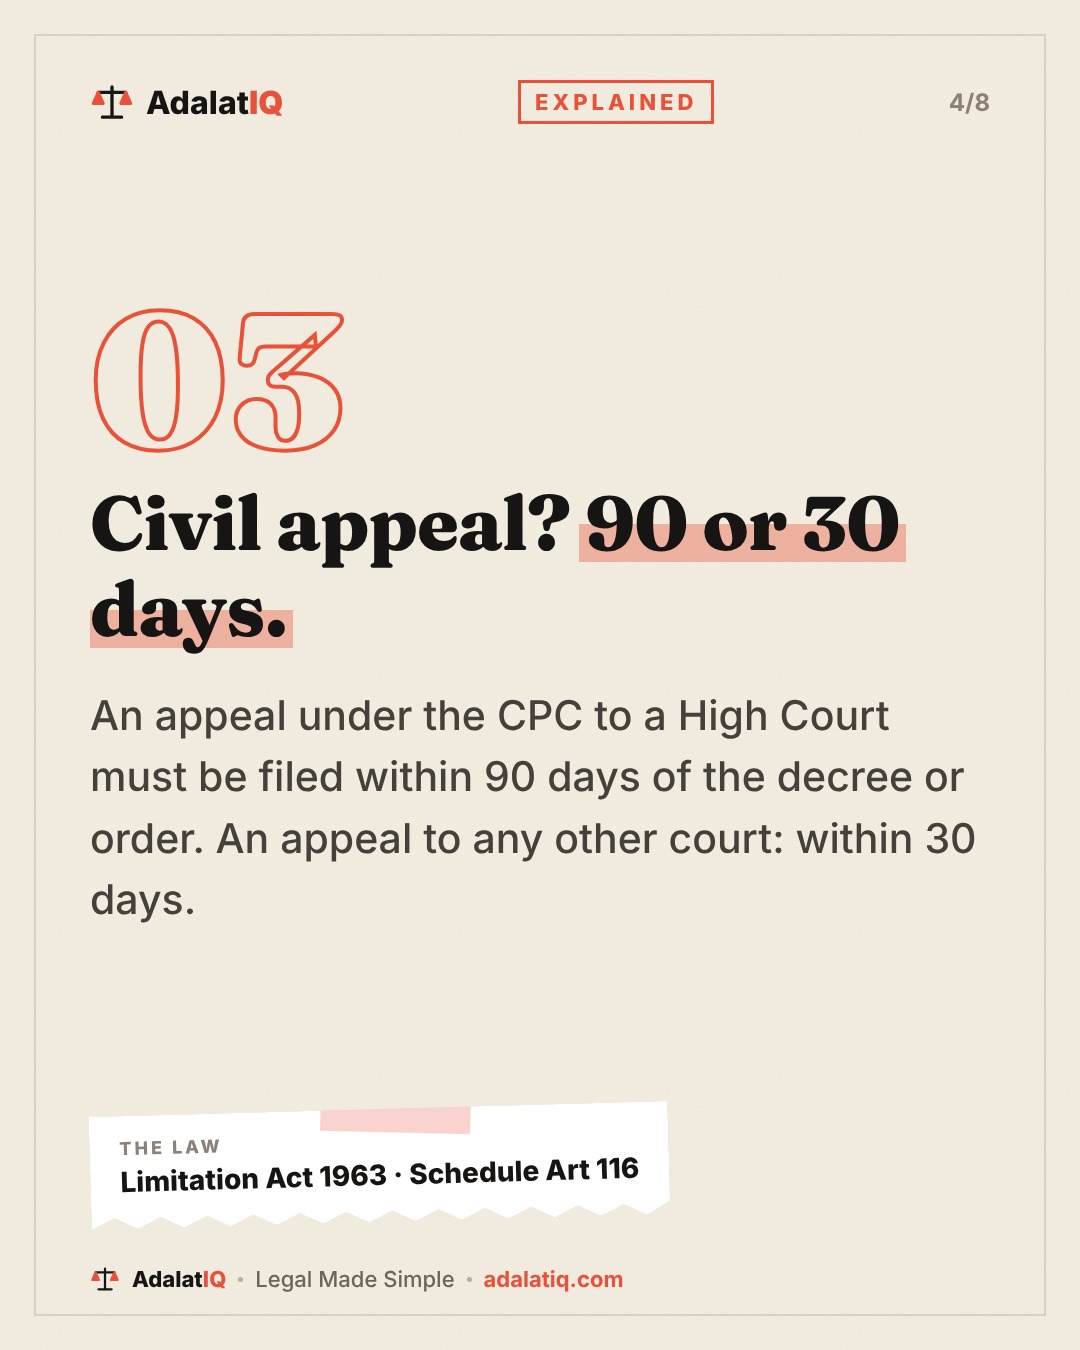 AdalatIQ
EXPLAINED
4/8
03
Civil appeal? 90 or 30
days.
An appeal under the CPC to a High Court
must be filed within 90 days of the decree or
order. An appeal to any other court: within 30
days.
THE LAW
Limitation Act 1963 · Schedule Art 116
AdalatIQ • Legal Made Simple • adalatiq.com